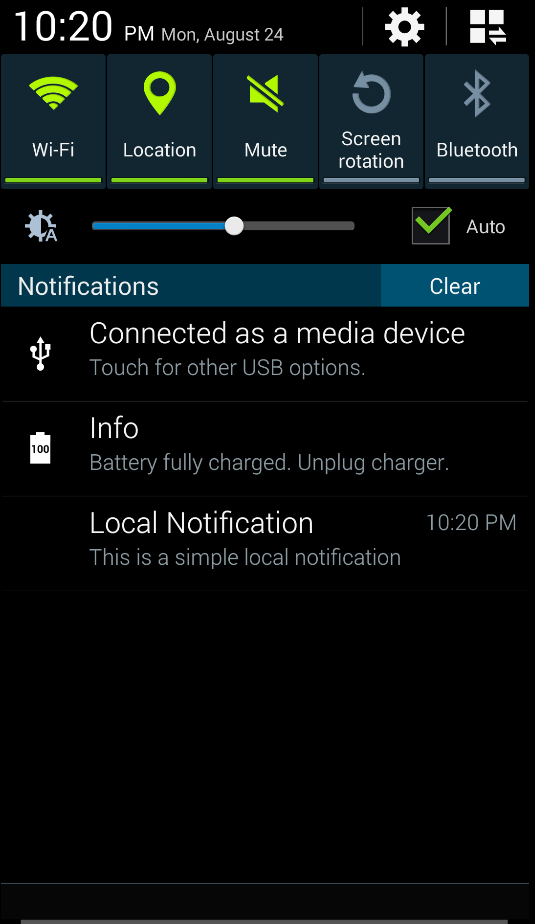 10:20 PM Mon, August 24
Wi-Fi
Location
Mute
Screen
rotation
Bluetooth
A
Auto
Notifications
Clear
Connected as a media device
Touch for other USB options.
100
Info
Battery fully charged. Unplug charger.
Local Notification
10:20 PM
This is a simple local notification